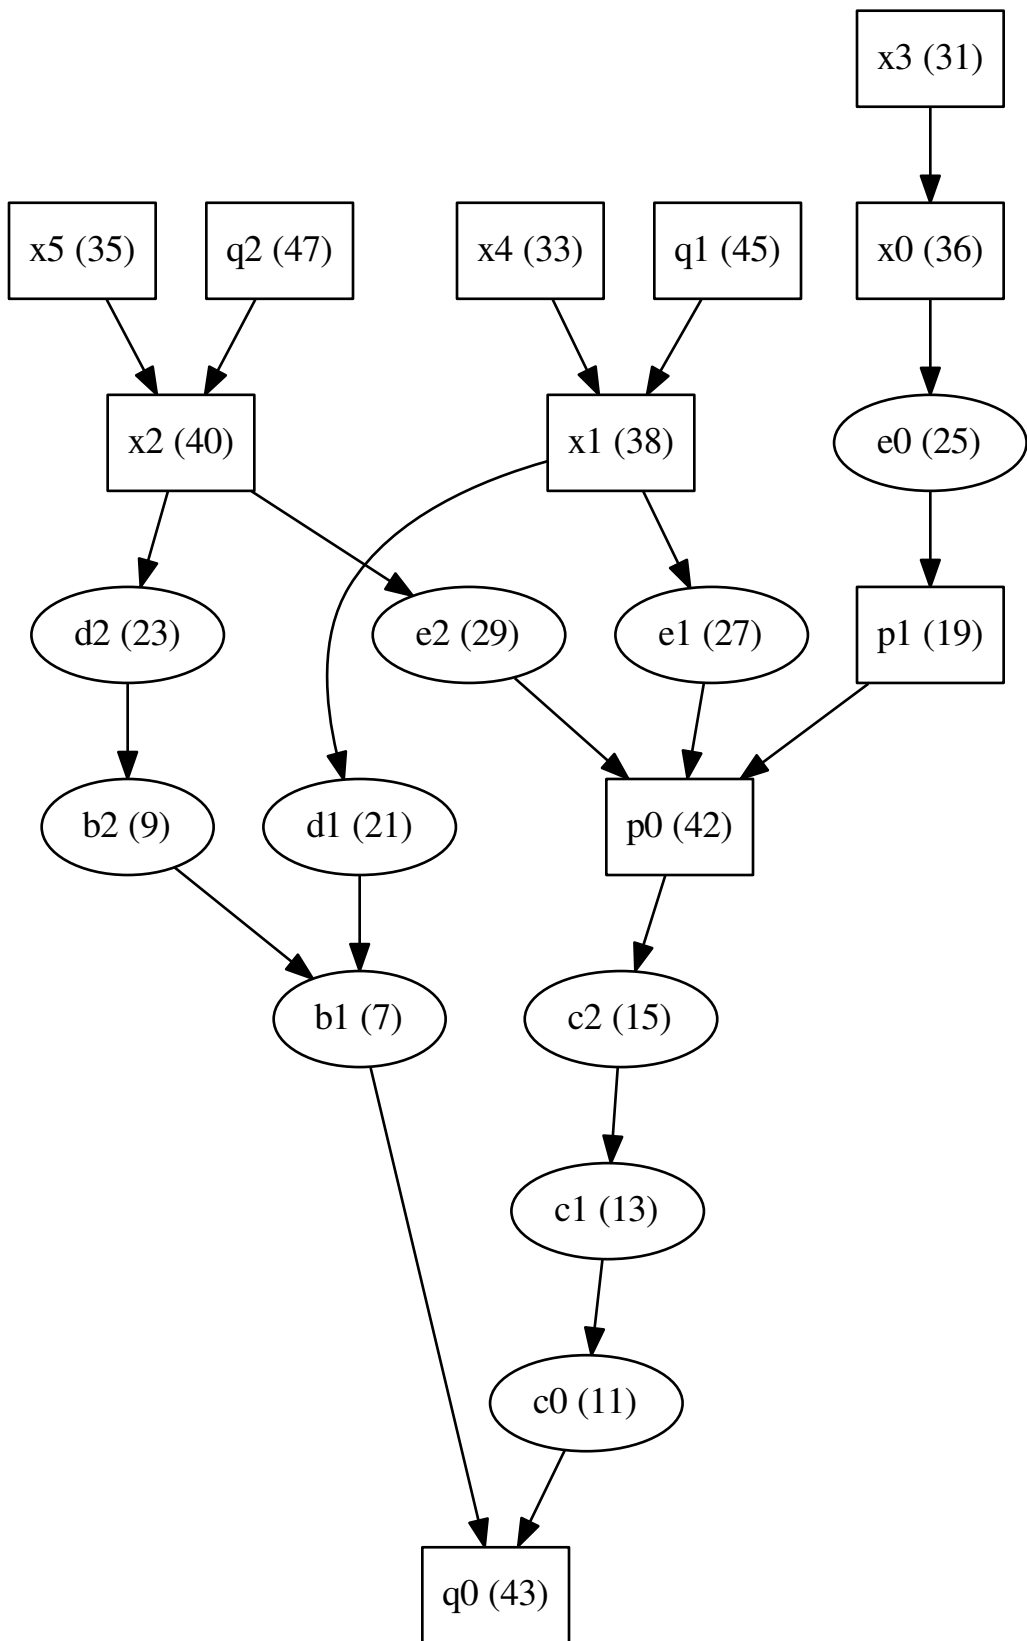 x3 (31)
x5 (35)
q2 (47)
x4 (33)
q1 (45)
x0 (36)
x2 (40)
x1 (38)
e0 (25)
d2 (23)
e2 (29)
e1 (27)
p1 (19)
b2 (9)
d1 (21)
p0 (42)
b1 (7)
c2 (15)
c1 (13)
c0 (11)
q0 (43)